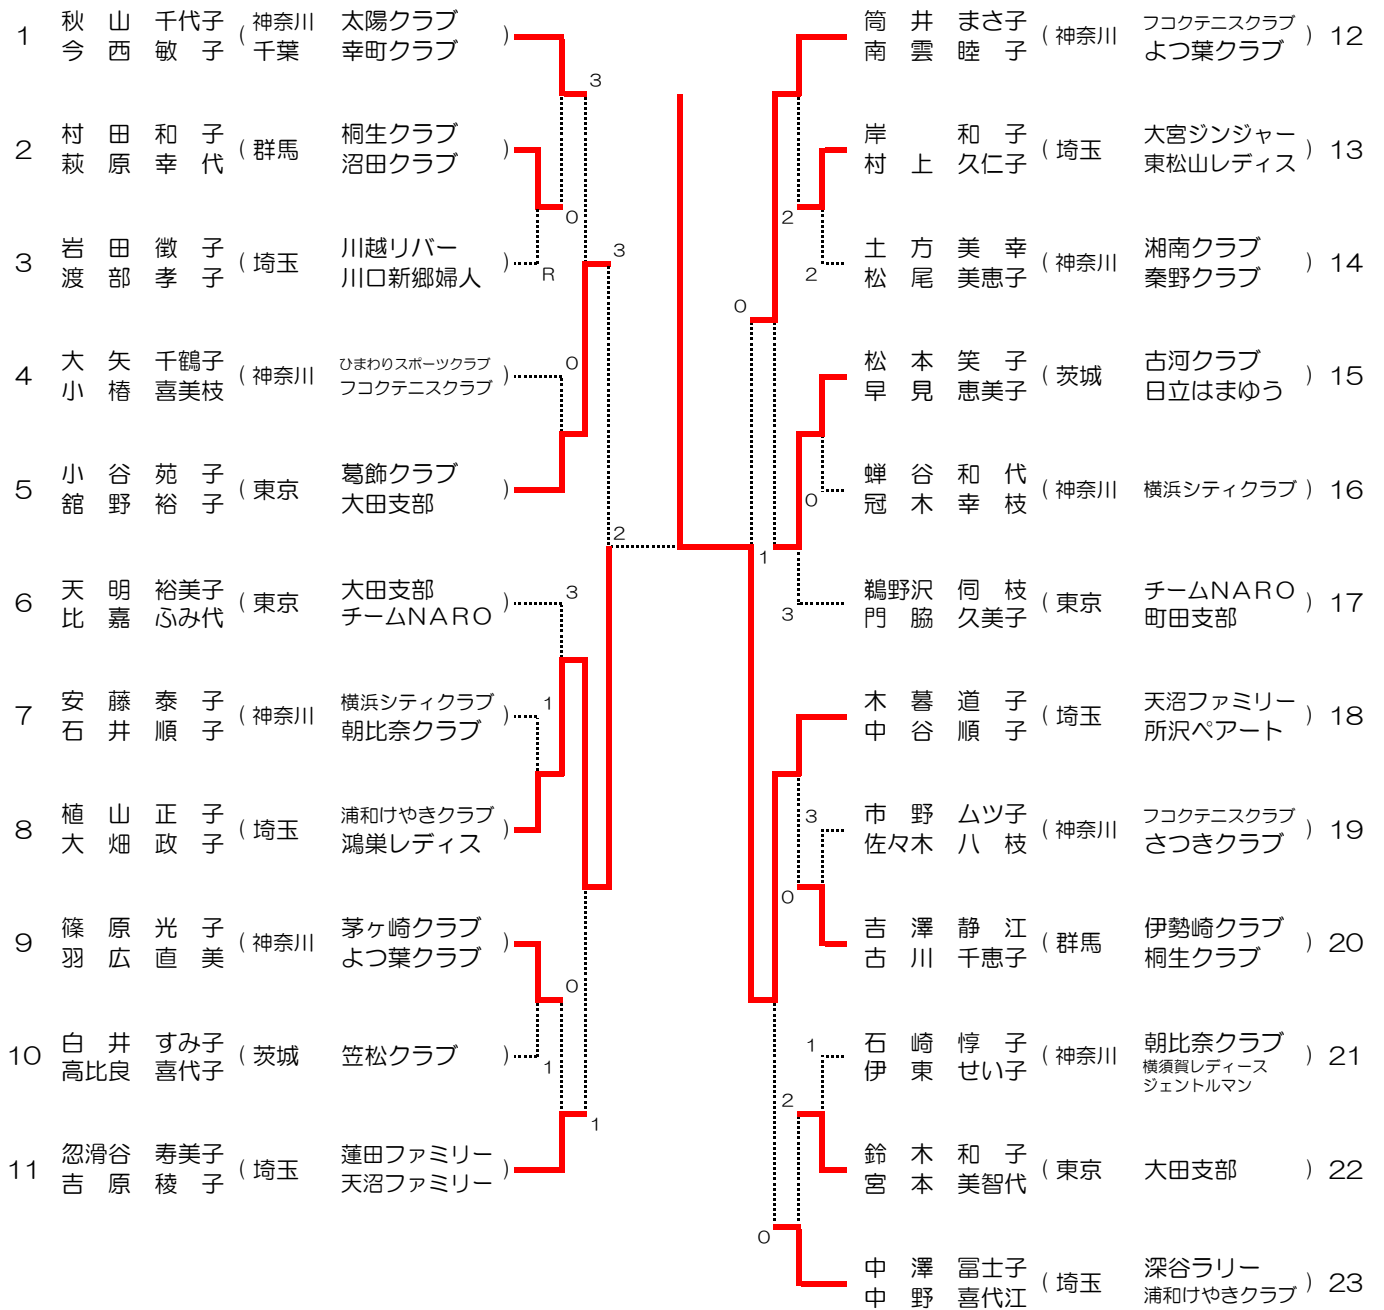 1 秋山 千代子 ( 神奈川 太陽クラブ )
今西 敏子 千葉 幸町クラブ
3
2 村田 和子 ( 群馬 桐生クラブ )
萩原 幸代 沼田クラブ
0
3 岩田 徴子 ( 埼玉 川越リバー )
渡部 孝子 川口新郷婦人
R
3
4 大矢 千鶴子 ( 神奈川 ひまわりスポーツクラブ )
小椿 喜美枝 フコクテニスクラブ
0
5 小谷 苑子 ( 東京 葛飾クラブ )
舘野 裕子 大田支部
2
6 天明 裕美子 ( 東京 大田支部 )
比嘉 ふみ代 チームNARO
3
7 安藤 泰子 ( 神奈川 横浜シティクラブ )
石井 順子 朝比奈クラブ
1
8 植山 正子 ( 埼玉 浦和けやきクラブ )
大畑 政子 鴻巣レディス
9 篠原 光子 ( 神奈川 茅ヶ崎クラブ )
羽広 直美 よつ葉クラブ
0
10 白井 すみ子 ( 茨城 笠松クラブ )
高比良 喜代子
1
1
11 忽滑谷 寿美子 ( 埼玉 蓮田ファミリー )
吉原 稜子 天沼ファミリー
筒井 まさ子 ( 神奈川 フコクテニスクラブ ) 12
南雲 睦子 よつ葉クラブ
岸 和子 ( 埼玉 大宮ジンジャー ) 13
村上 久仁子 東松山レディス
2
土方 美幸 ( 神奈川 湘南クラブ ) 14
松尾 美恵子 秦野クラブ
2
0
松本 笑子 ( 茨城 古河クラブ ) 15
早見 恵美子 日立はまゆう
蝉谷 和代 ( 神奈川 横浜シティクラブ ) 16
冠木 幸枝
0
1
鵜野沢 伺枝 ( 東京 チームNARO ) 17
門脇 久美子 町田支部
3
木暮 道子 ( 埼玉 天沼ファミリー ) 18
中谷 順子 所沢ペアート
3
市野 ムツ子 ( 神奈川 フコクテニスクラブ ) 19
佐々木 八枝 さつきクラブ
0
吉澤 静江 ( 群馬 伊勢崎クラブ ) 20
古川 千恵子 桐生クラブ
1
石崎 惇子 ( 神奈川 朝比奈クラブ ) 21
伊東 せい子 横須賀レディース
ジェントルマン
2
鈴木 和子 ( 東京 大田支部 ) 22
宮本 美智代
0
中澤 冨士子 ( 埼玉 深谷ラリー ) 23
中野 喜代江 浦和けやきクラブ